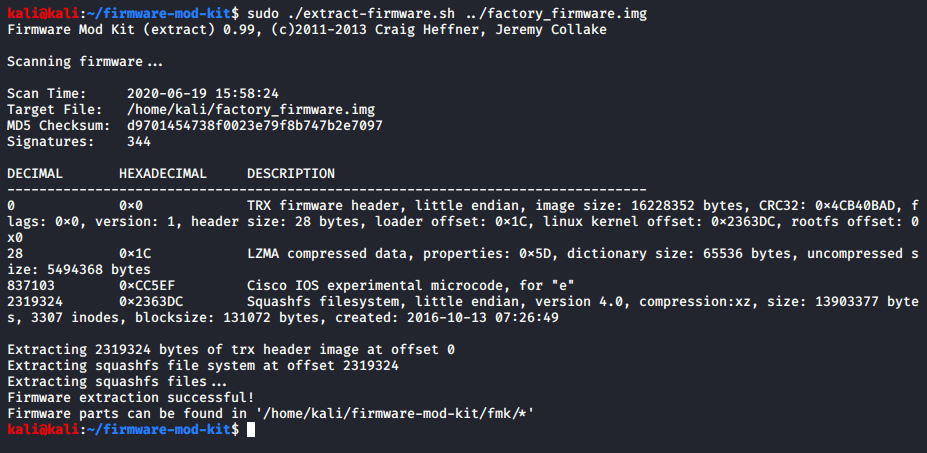 kali@kali:~/firmware-mod-kit$ sudo ./extract-firmware.sh ../factory_firmware.img
Firmware Mod Kit (extract) 0.99, (c)2011-2013 Craig Heffner, Jeremy Collake
Scanning firmware...
Scan Time:     2020-06-19 15:58:24
Target File:   /home/kali/factory_firmware.img
MD5 Checksum:  d9701454738f0023e79f8b747b2e7097
Signatures:    344
DECIMAL       HEXADECIMAL     DESCRIPTION
--------------------------------------------------------------------------------
0             0x0             TRX firmware header, little endian, image size: 16228352 bytes, CRC32: 0x4CB40BAD, f
lags: 0x0, version: 1, header size: 28 bytes, loader offset: 0x1C, linux kernel offset: 0x2363DC, rootfs offset: 0
x0
28            0x1C            LZMA compressed data, properties: 0x5D, dictionary size: 65536 bytes, uncompressed s
ize: 5494368 bytes
837103        0xCC5EF         Cisco IOS experimental microcode, for "e"
2319324       0x2363DC        Squashfs filesystem, little endian, version 4.0, compression:xz, size: 13903377 byte
s, 3307 inodes, blocksize: 131072 bytes, created: 2016-10-13 07:26:49
Extracting 2319324 bytes of trx header image at offset 0
Extracting squashfs file system at offset 2319324
Extracting squashfs files...
Firmware extraction successful!
Firmware parts can be found in '/home/kali/firmware-mod-kit/fmk/*'
kali@kali:~/firmware-mod-kit$